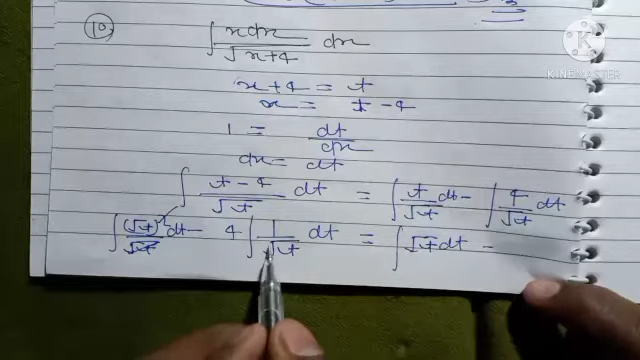 10.
∫ x dx / √x+4 dx
KINEMASTER
x+4 = t
x = t-4
1 = dt/dx
dx = dt
∫ t-4 / √t dt = ∫ t/√t dt - ∫ 4/√t dt
∫ (√t)² / √t dt - 4 ∫ 1/√t dt = ∫ √t dt -